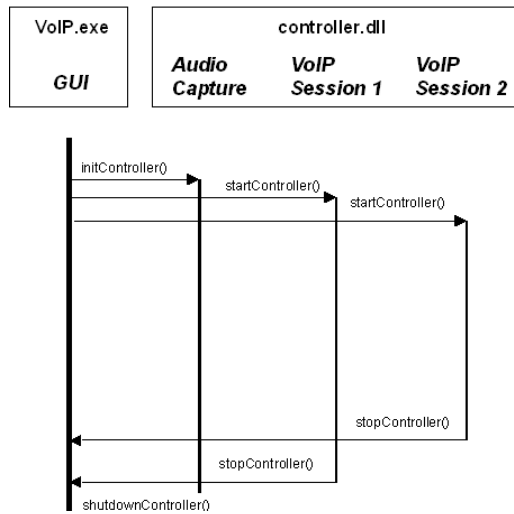 VoIP.exe
GUI
controller.dll
Audio Capture
VoIP Session 1
VoIP Session 2
initController()
startController()
startController()
stopController()
stopController()
shutdownController()